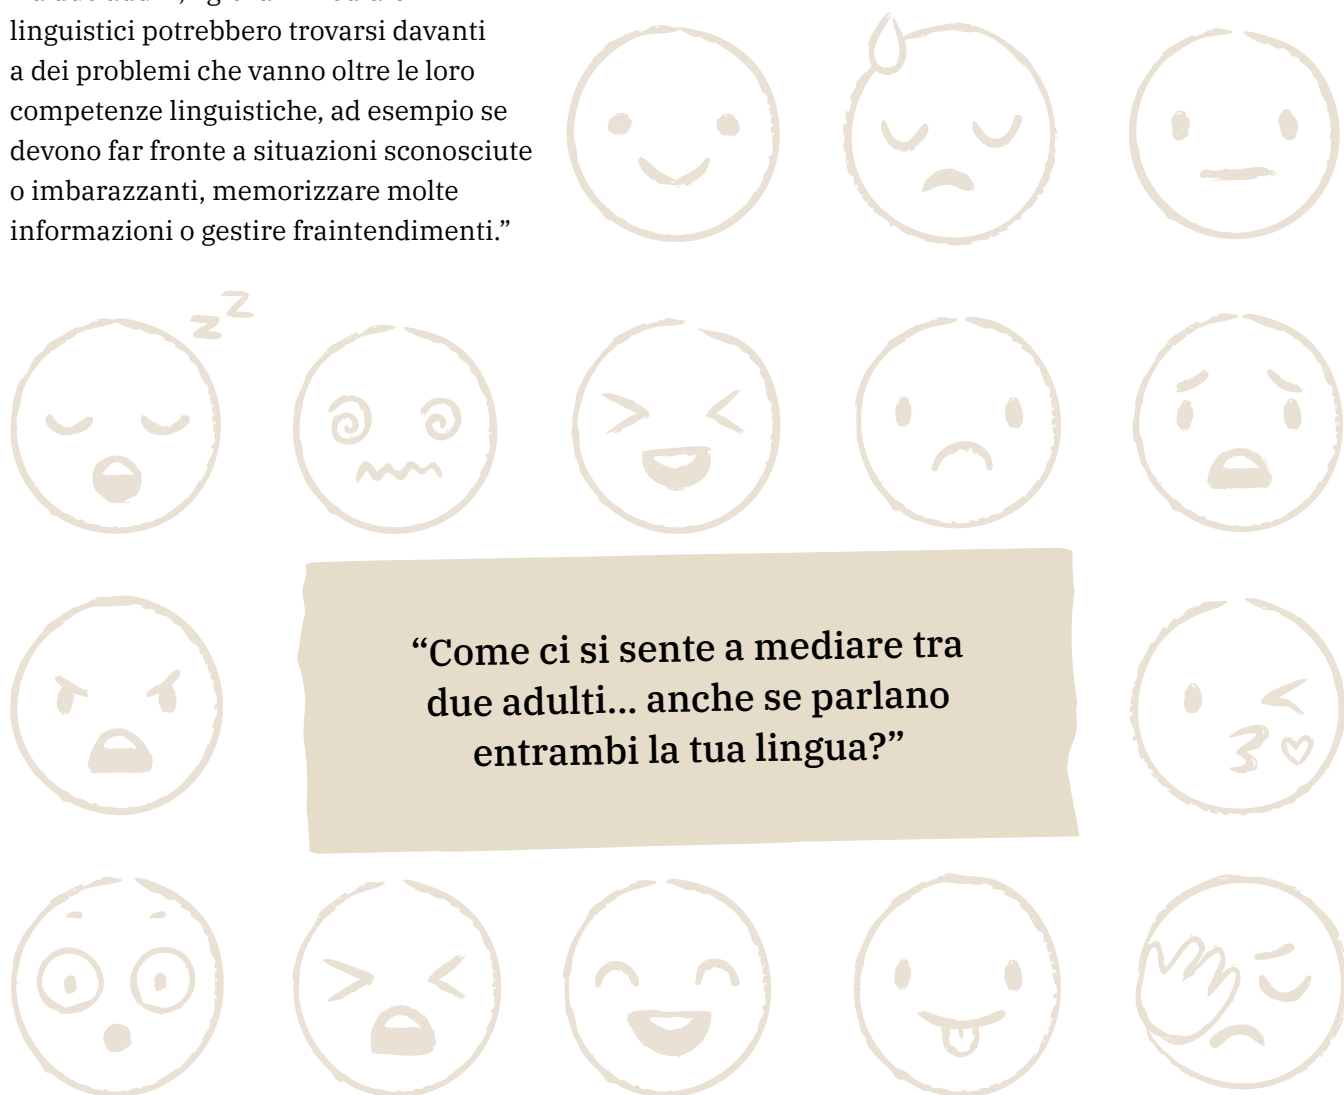 linguistici potrebbero trovarsi davanti
a dei problemi che vanno oltre le loro
competenze linguistiche, ad esempio se
devono far fronte a situazioni sconosciute
o imbarazzanti, memorizzare molte
informazioni o gestire fraintendimenti.”
z z
“Come ci si sente a mediare tra
due adulti... anche se parlano
entrambi la tua lingua?”